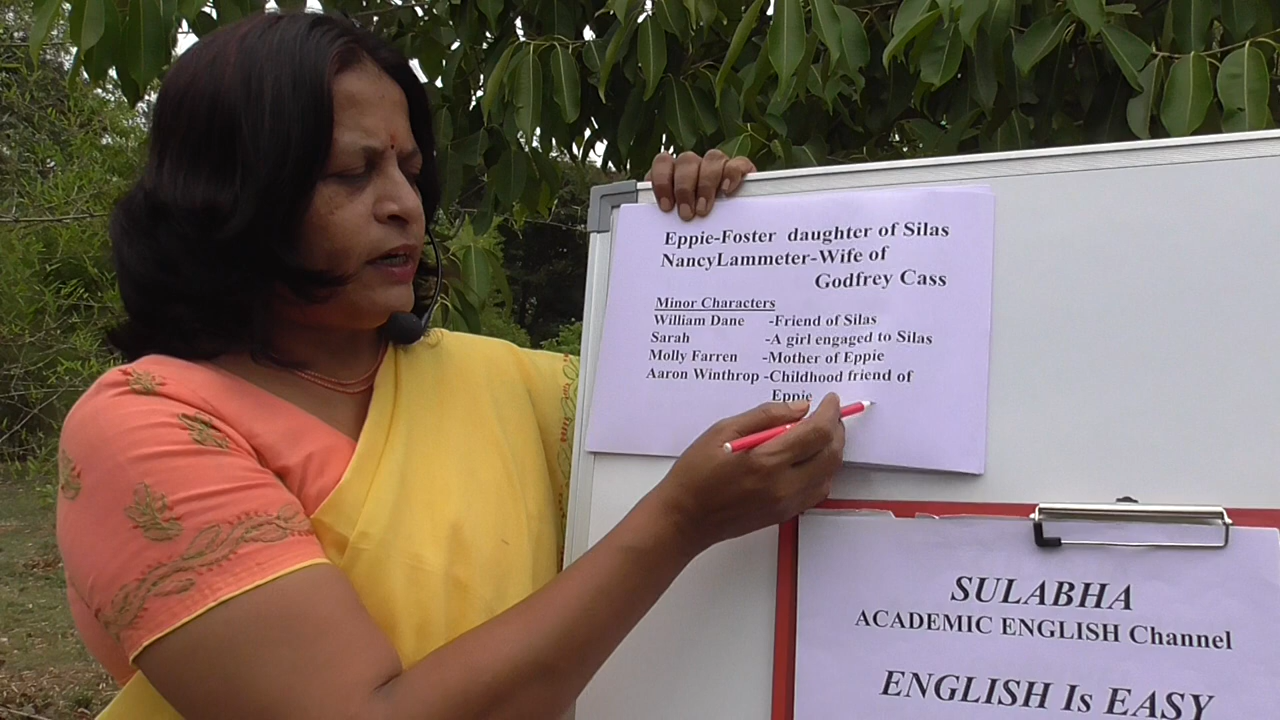 Eppie-Foster daughter of Silas
NancyLammeter-Wife of
Godfrey Cass
Minor Characters
William Dane -Friend of Silas
Sarah -A girl engaged to Silas
Molly Farren -Mother of Eppie
Aaron Winthrop -Childhood friend of
Eppie
SULABHA
ACADEMIC ENGLISH Channel
ENGLISH Is EASY